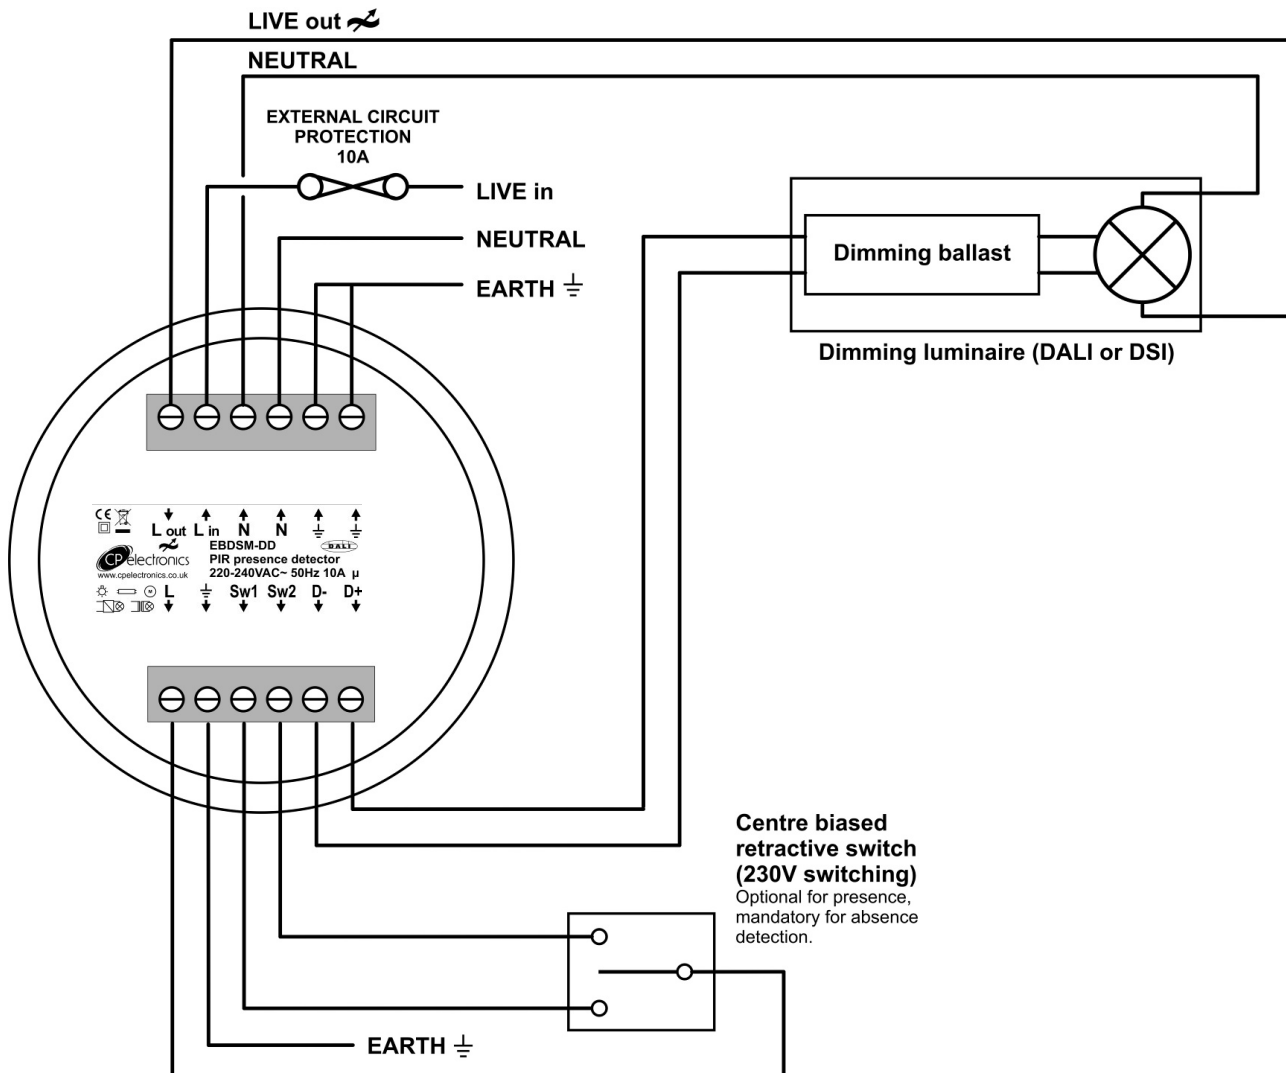 LIVE out
NEUTRAL
EXTERNAL CIRCUIT
PROTECTION
10A
LIVE in
NEUTRAL
EARTH
Dimming ballast
Dimming luminaire (DALI or DSI)
L out L in N N
EBDSM-DD
DALI
CP electronics
PIR presence detector
www.cpelectronics.co.uk
220-240VAC~ 50Hz 10A µ
M
L Sw1 Sw2 D- D+
Centre biased
retractive switch
(230V switching)
Optional for presence,
mandatory for absence
detection.
EARTH